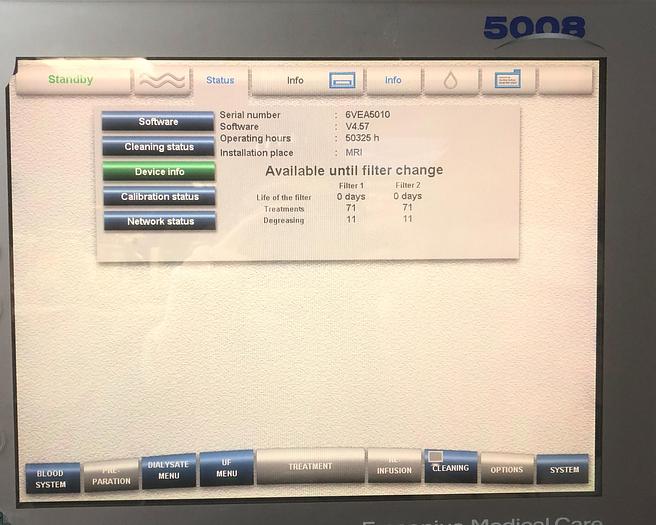 5008
Standby Status Info Info
Software
Cleaning status
Device info
Calibration status
Network status
Serial number : 6VEA5010
Software : V4.57
Operating hours : 50325 h
Installation place : MRI
Available until filter change
Filter 1 Filter 2
Life of the filter 0 days 0 days
Treatments 71 71
Degreasing 11 11
BLOOD SYSTEM
PRE-PARATION
DIALYSATE MENU
UF MENU
TREATMENT
RE-INFUSION
CLEANING
OPTIONS
SYSTEM
Medical Care